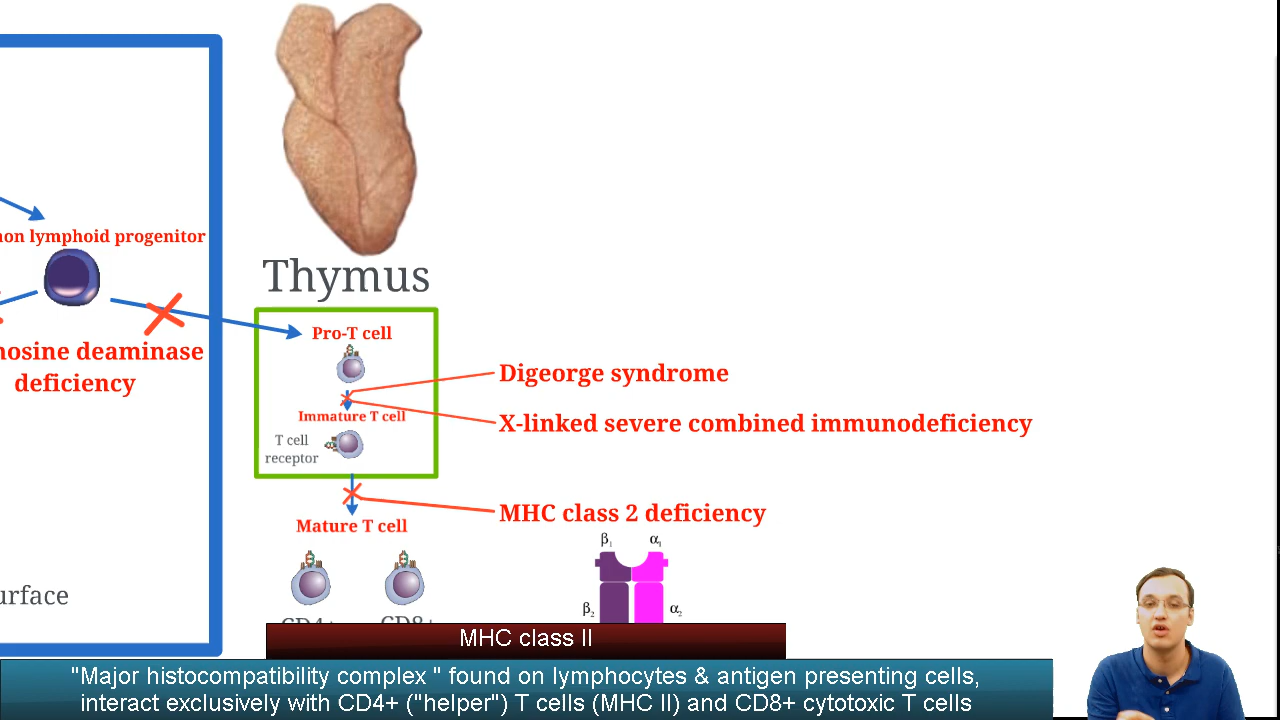 non lymphoid progenitor
nosine deaminase
deficiency
urface
Thymus
Pro-T cell
Immature T cell
T cell
receptor
Mature T cell
CD4+
CD8+
Digeorge syndrome
X-linked severe combined immunodeficiency
MHC class 2 deficiency
β₁ α₁
β₂ α₂
MHC class II
"Major histocompatibility complex " found on lymphocytes & antigen presenting cells,
interact exclusively with CD4+ ("helper") T cells (MHC II) and CD8+ cytotoxic T cells